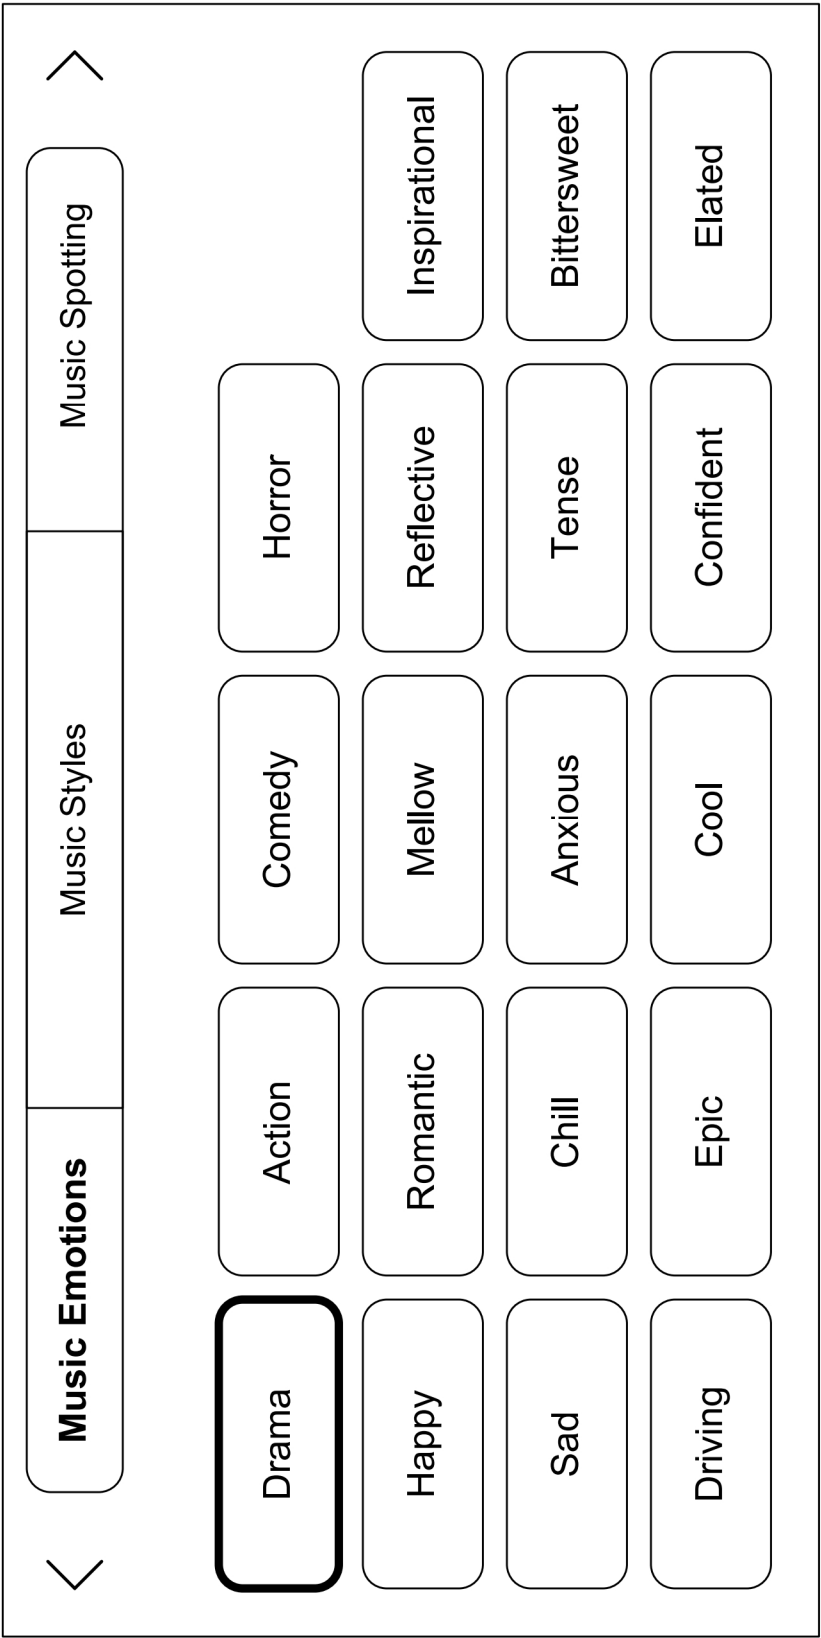 Music Emotions Music Styles Music Spotting
Drama Action Comedy Horror
Happy Romantic Mellow Reflective Inspirational
Sad Chill Anxious Tense Bittersweet
Driving Epic Cool Confident Elated